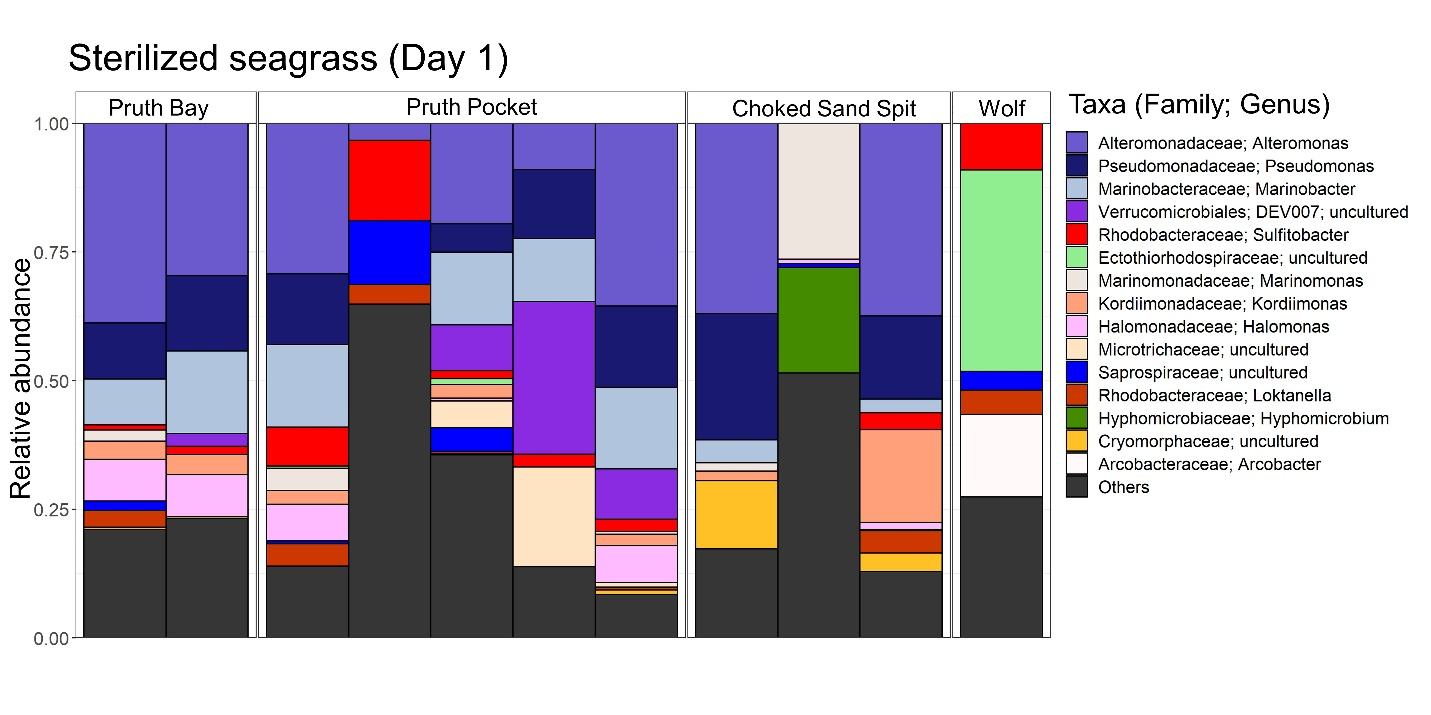 Sterilized seagrass (Day 1)
Pruth Bay
Pruth Pocket
Choked Sand Spit
Wolf
Relative abundance
1.00
0.75
0.50
0.25
0.00
Taxa (Family; Genus)
Alteromonadaceae; Alteromonas
Pseudomonadaceae; Pseudomonas
Marinobacteraceae; Marinobacter
Verrucomicrobiales; DEV007; uncultured
Rhodobacteraceae; Sulfitobacter
Ectothiorhodospiraceae; uncultured
Marinomonadaceae; Marinomonas
Kordiimonadaceae; Kordiimonas
Halomonadaceae; Halomonas
Microtrichaceae; uncultured
Saprospiraceae; uncultured
Rhodobacteraceae; Loktanella
Hyphomicrobiaceae; Hyphomicrobium
Cryomorphaceae; uncultured
Arcobacteraceae; Arcobacter
Others